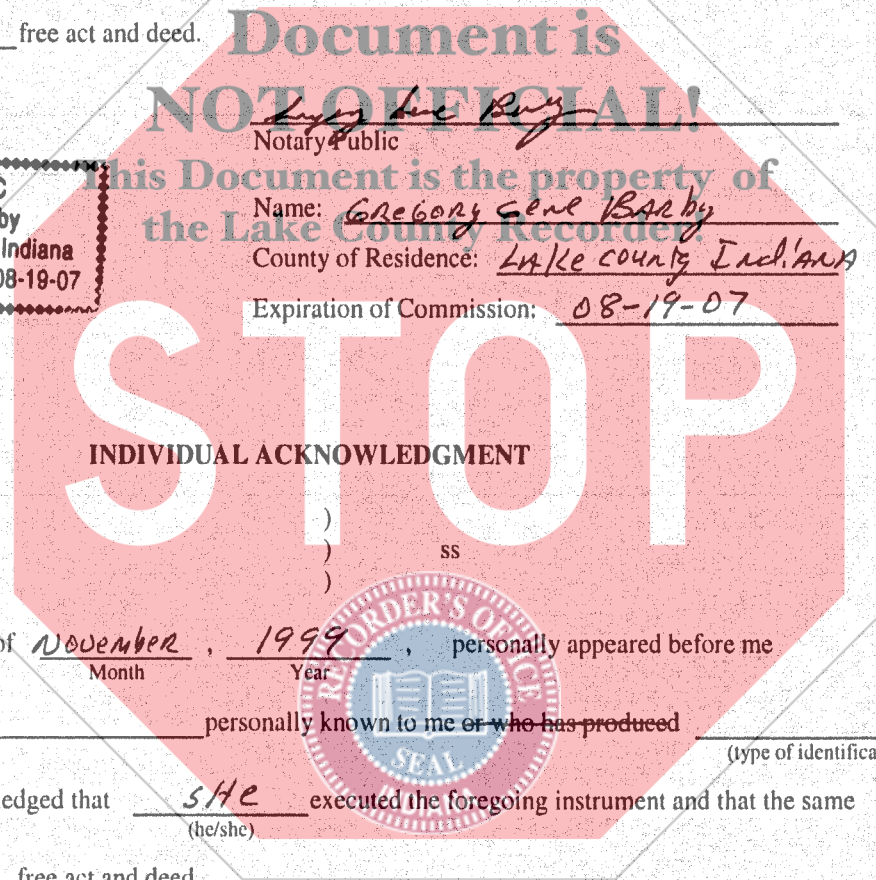 free act and deed.
Document is
NOT OFFICIAL!
Notary Public
This Document is the property of
Name: GREGORY GENE BARby
the Lake County Recorder!
by
Indiana
08-19-07
County of Residence: LAKE COUNTY IndiANA
Expiration of Commission: 08-19-07
STOP
INDIVIDUAL ACKNOWLEDGMENT
)
) ss
)
of NOVEMBER , 1999 , personally appeared before me
Month Year
RECORDER'S OFFICE
personally known to me or who has produced
(type of identifica
SEAL
edged that SHE executed the foregoing instrument and that the same
(he/she)
free act and deed